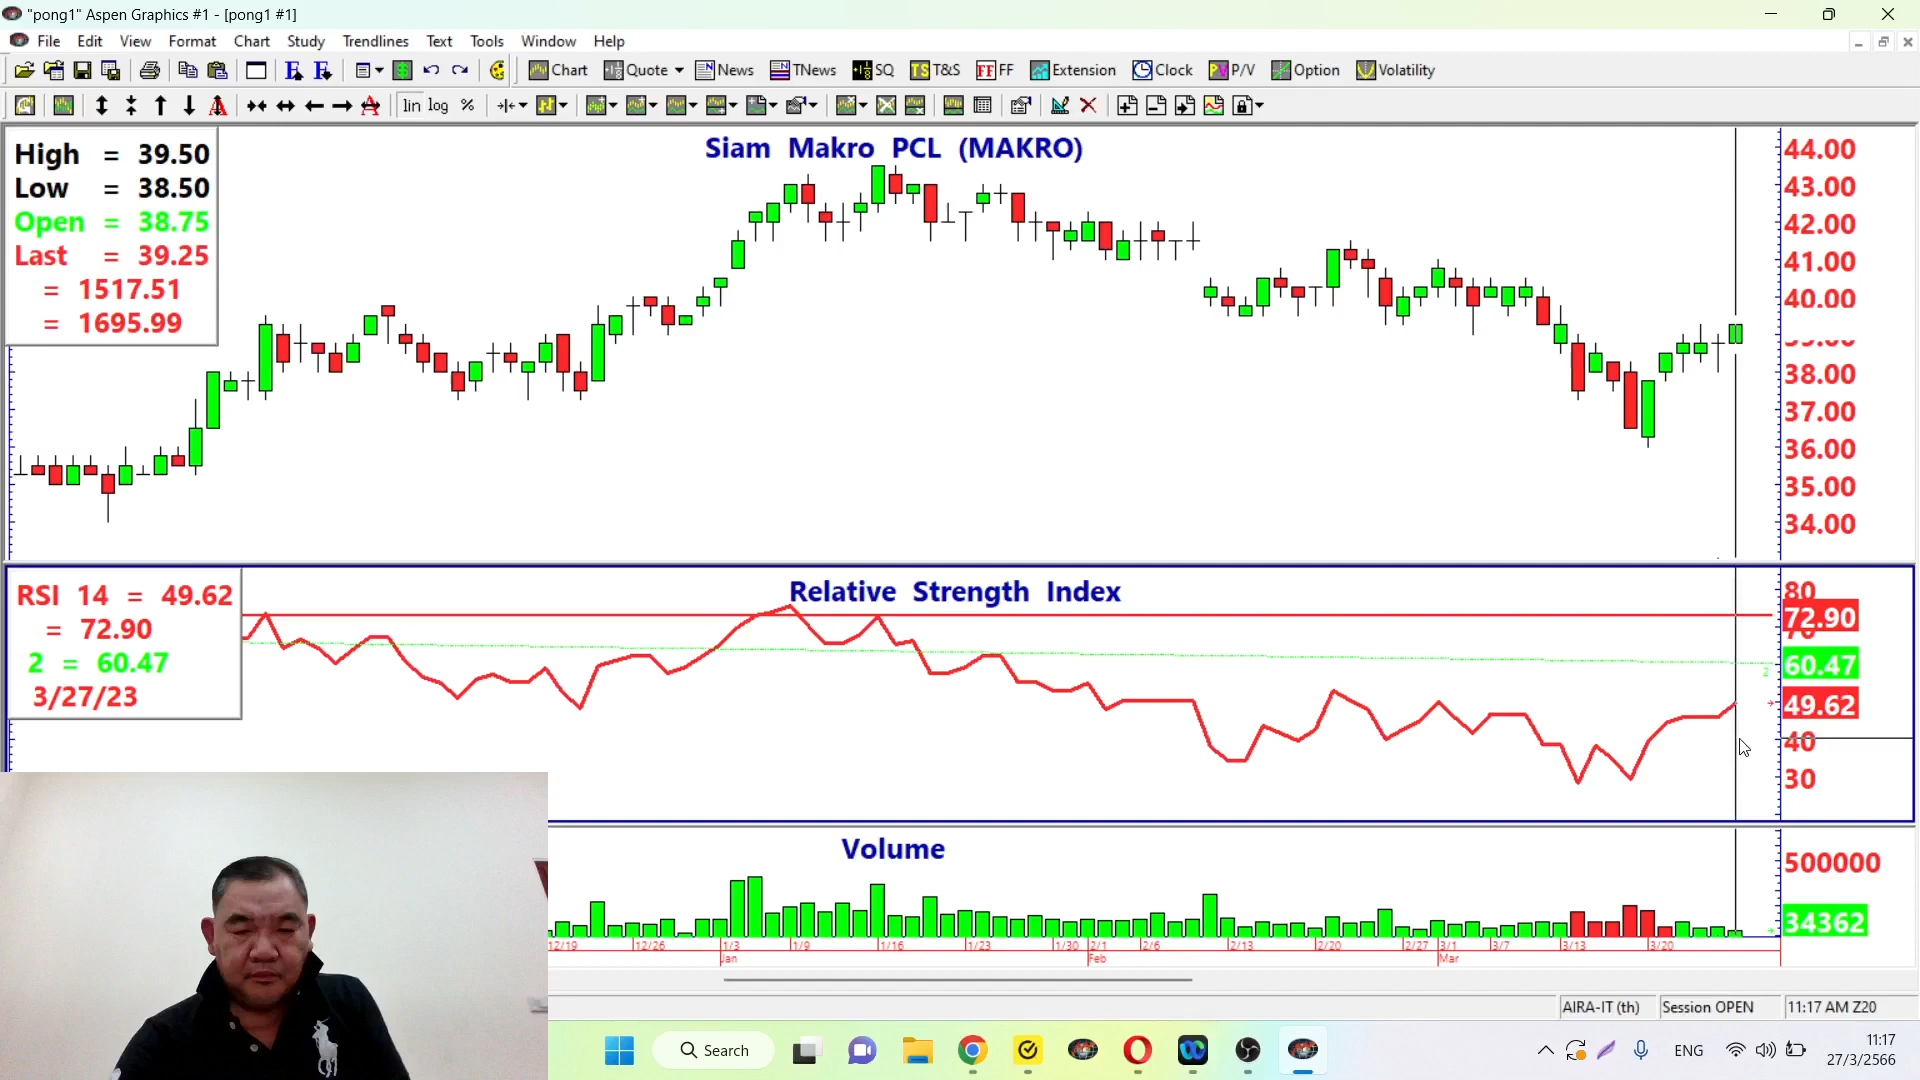 "pong1" Aspen Graphics #1 - [pong1 #1]
File Edit View Format Chart Study Trendlines Text Tools Window Help
Chart Quote News TNews SQ T&S FF Extension Clock P/V Option Volatility
lin log %
High = 39.50
Low = 38.50
Open = 38.75
Last = 39.25
= 1517.51
= 1695.99
Siam Makro PCL (MAKRO)
44.00
43.00
42.00
41.00
40.00
38.00
37.00
36.00
35.00
34.00
RSI 14 = 49.62
= 72.90
2 = 60.47
3/27/23
Relative Strength Index
80
72.90
60.47
2
49.62
40
30
Volume
500000
34362
12/19 12/26 1/3 1/9 1/16 1/23 1/30 2/1 2/6 2/13 2/20 2/27 3/1 3/7 3/13 3/20
Jan Feb Mar
AIRA-IT (th) Session OPEN 11:17 AM Z20
Search
ENG
11:17
27/3/2566